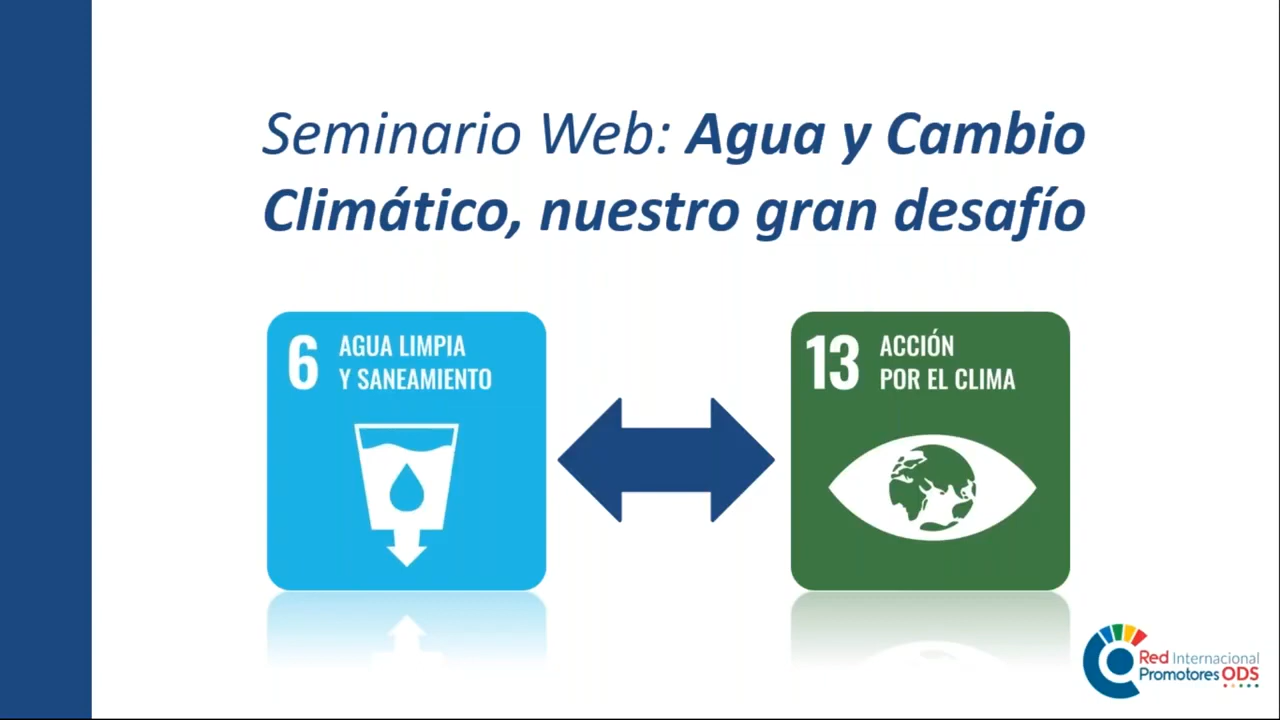 Seminario Web: Agua y Cambio
Climático, nuestro gran desafío
6 AGUA LIMPIA
Y SANEAMIENTO
13 ACCIÓN
POR EL CLIMA
Red Internacional
Promotores ODS